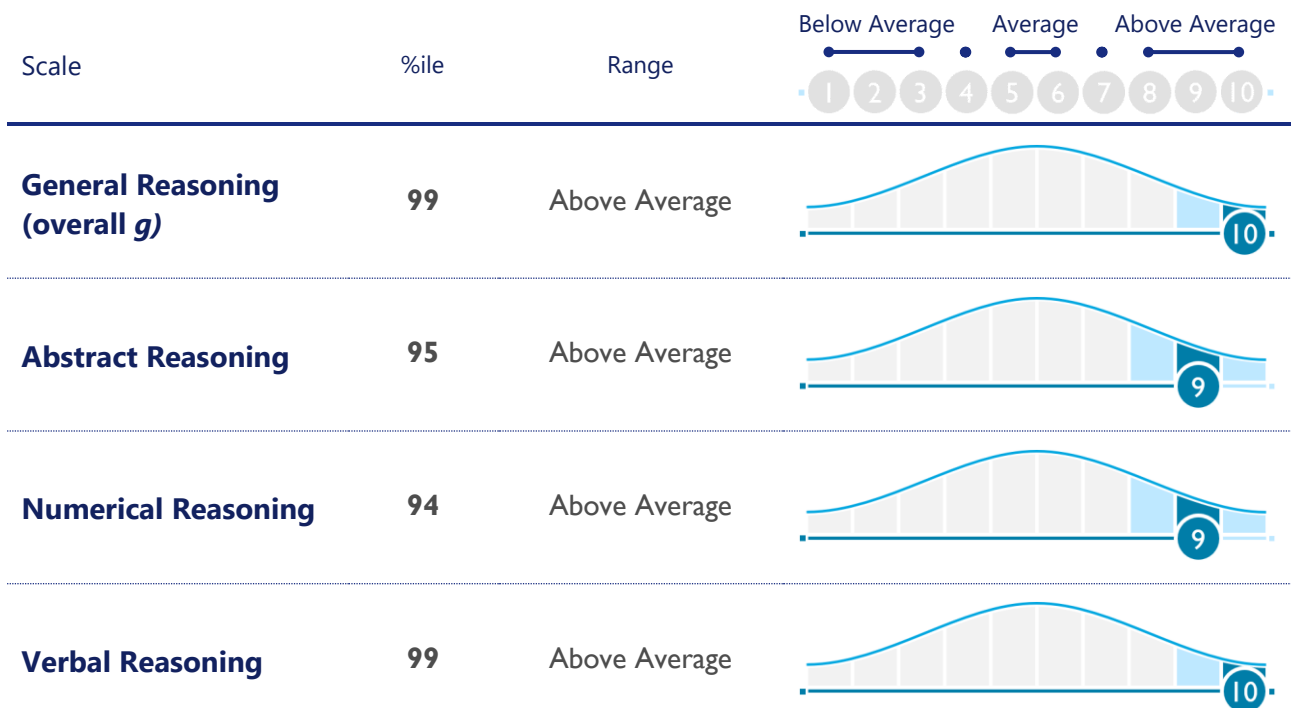 Below Average Average Above Average
Scale %ile Range
1 2 3 4 5 6 7 8 9 10
General Reasoning
(overall g)
99 Above Average
10
Abstract Reasoning 95 Above Average
9
Numerical Reasoning 94 Above Average
9
Verbal Reasoning 99 Above Average
10